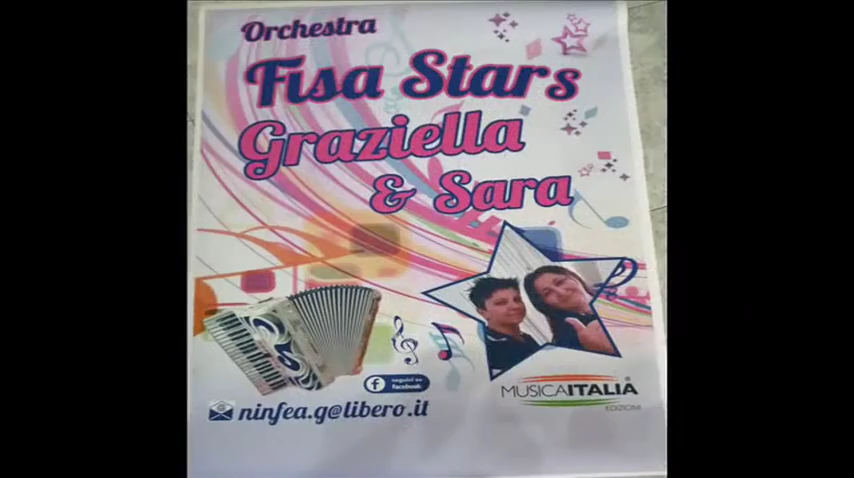 Orchestra
Fisa Stars
Graziella
& Sara
seguici su
facebook
MUSICAITALIA
EDIZIONI
ninfea.g@libero.it